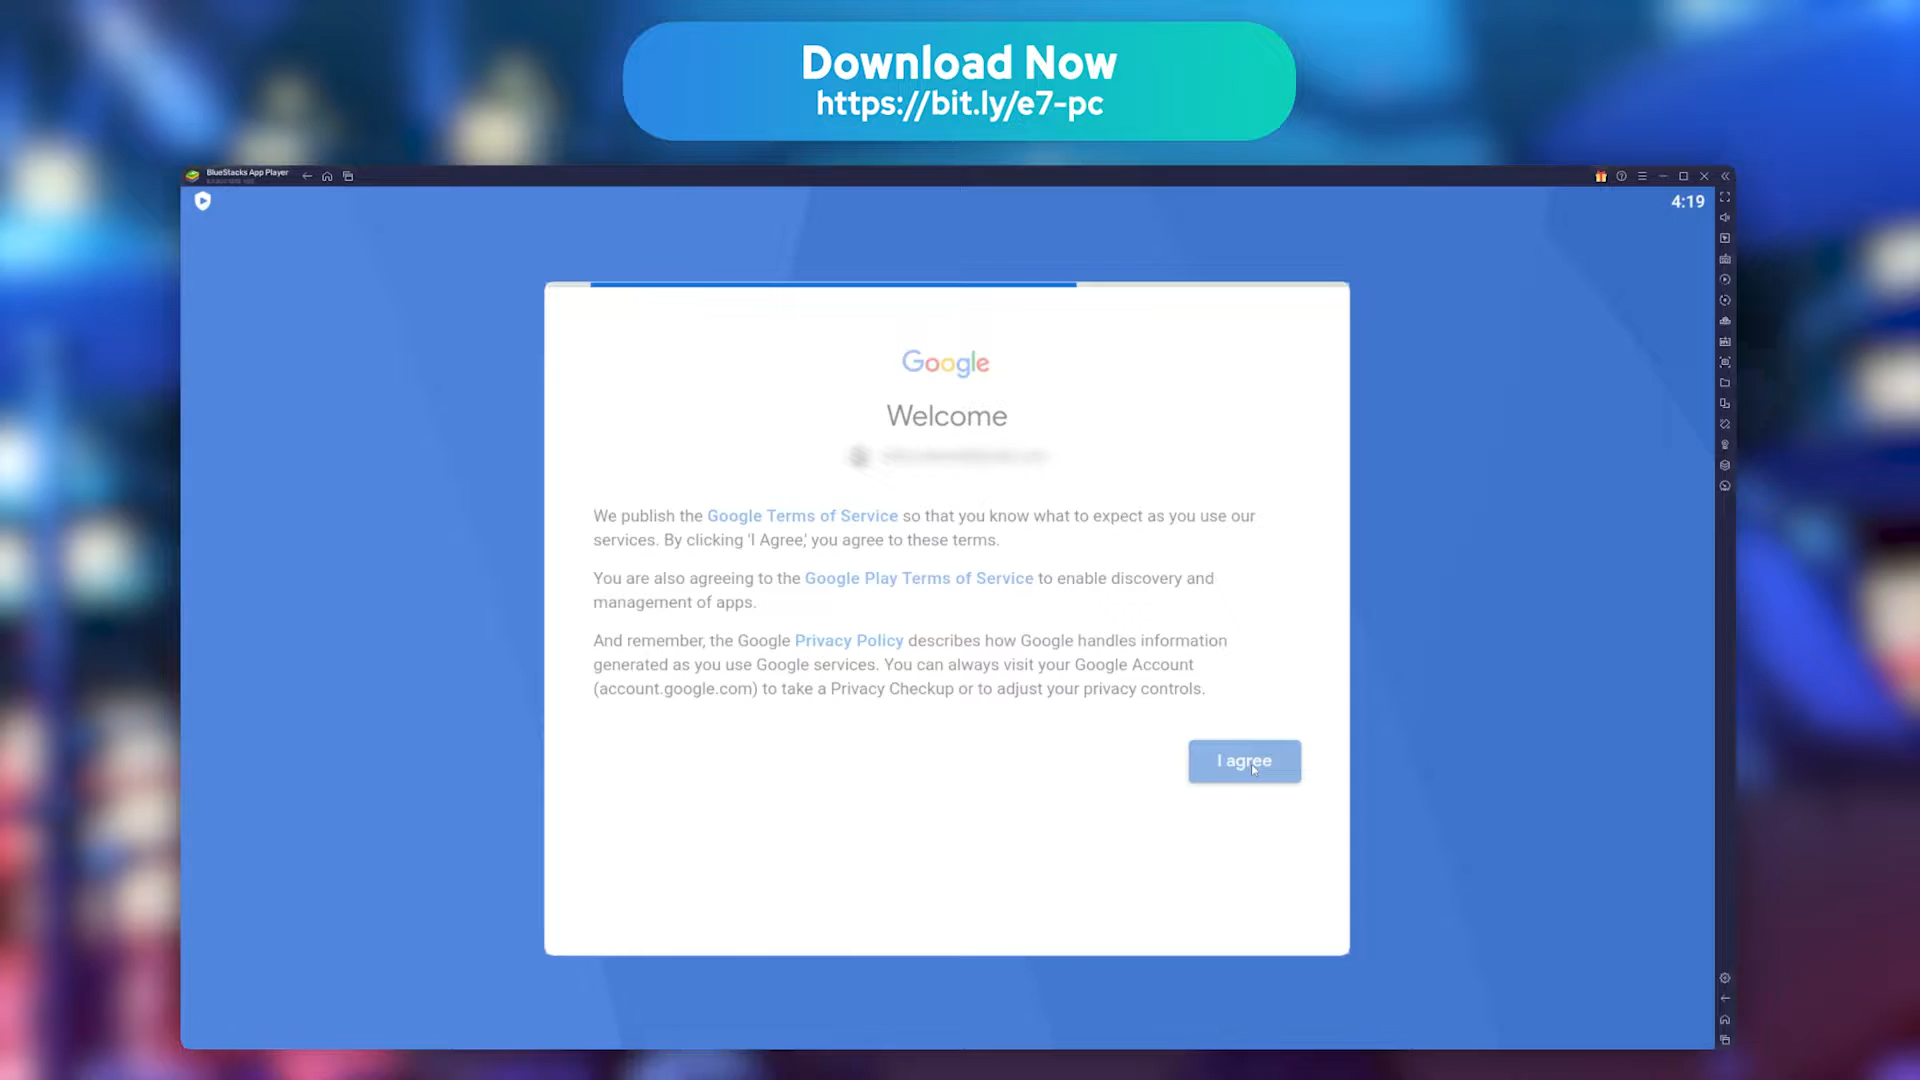 Download Now
https://bit.ly/e7-pc
BlueStacks App Player
4:19
Google
Welcome
We publish the Google Terms of Service so that you know what to expect as you use our
services. By clicking 'I Agree,' you agree to these terms.
You are also agreeing to the Google Play Terms of Service to enable discovery and
management of apps.
And remember, the Google Privacy Policy describes how Google handles information
generated as you use Google services. You can always visit your Google Account
(account.google.com) to take a Privacy Checkup or to adjust your privacy controls.
I agree